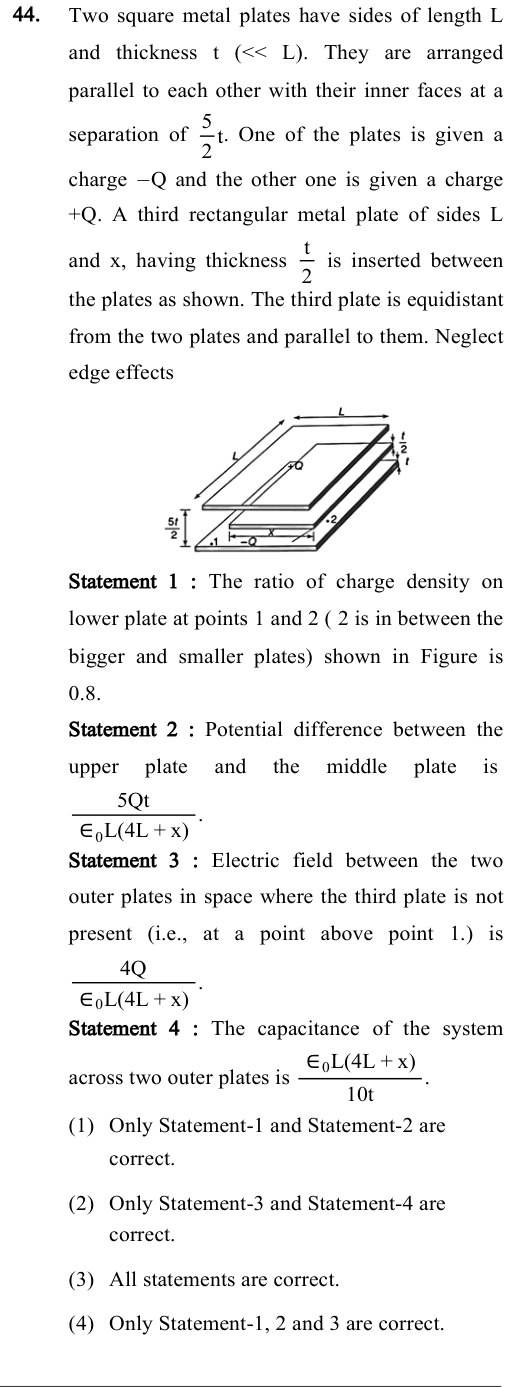 44. Two square metal plates have sides of length L
and thickness t (<< L). They are arranged
parallel to each other with their inner faces at a
separation of 5/2 t. One of the plates is given a
charge −Q and the other one is given a charge
+Q. A third rectangular metal plate of sides L
and x, having thickness t/2 is inserted between
the plates as shown. The third plate is equidistant
from the two plates and parallel to them. Neglect
edge effects
L
L
+Q
t/2
t
5t/2
.1
−Q
x
.2
Statement 1 : The ratio of charge density on
lower plate at points 1 and 2 ( 2 is in between the
bigger and smaller plates) shown in Figure is
0.8.
Statement 2 : Potential difference between the
upper plate and the middle plate is
5Qt/∈₀L(4L + x).
Statement 3 : Electric field between the two
outer plates in space where the third plate is not
present (i.e., at a point above point 1.) is
4Q/∈₀L(4L + x).
Statement 4 : The capacitance of the system
across two outer plates is ∈₀L(4L + x)/10t.
(1) Only Statement-1 and Statement-2 are
correct.
(2) Only Statement-3 and Statement-4 are
correct.
(3) All statements are correct.
(4) Only Statement-1, 2 and 3 are correct.